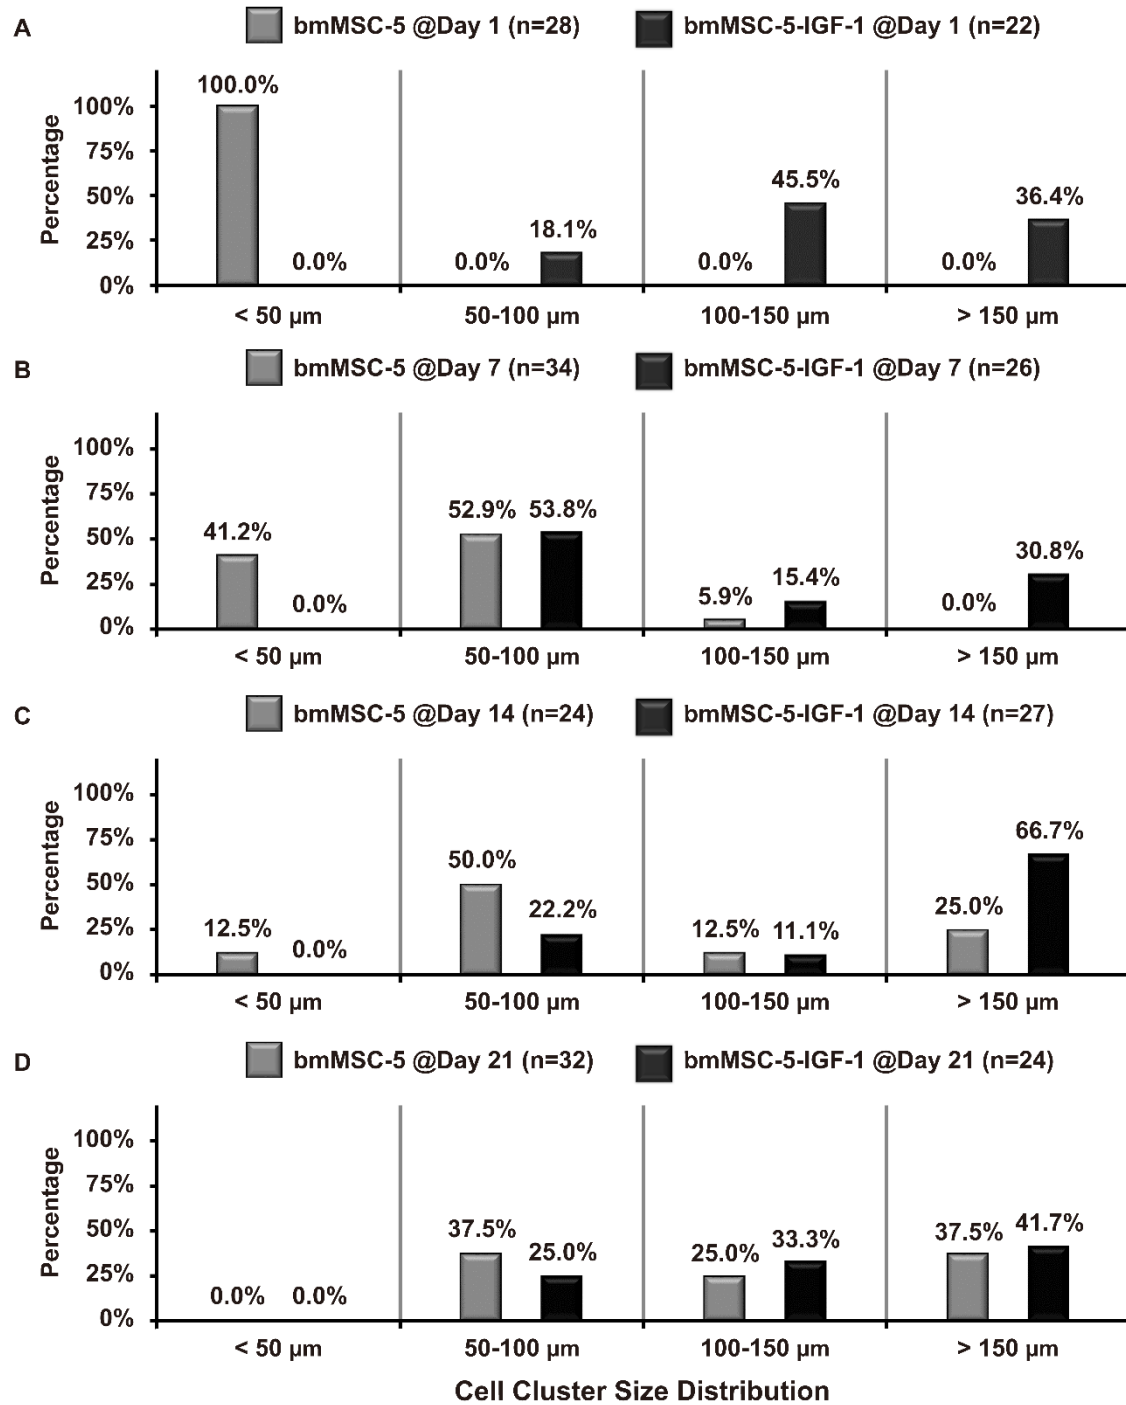 A
bmMSC-5 @Day 1 (n=28) bmMSC-5-IGF-1 @Day 1 (n=22)
Percentage
100%
75%
50%
25%
0%
100.0% 0.0% 0.0% 18.1% 0.0% 45.5% 0.0% 36.4%
< 50 µm 50-100 µm 100-150 µm > 150 µm
B
bmMSC-5 @Day 7 (n=34) bmMSC-5-IGF-1 @Day 7 (n=26)
Percentage
100%
75%
50%
25%
0%
41.2% 0.0% 52.9% 53.8% 5.9% 15.4% 0.0% 30.8%
< 50 µm 50-100 µm 100-150 µm > 150 µm
C
bmMSC-5 @Day 14 (n=24) bmMSC-5-IGF-1 @Day 14 (n=27)
Percentage
100%
75%
50%
25%
0%
12.5% 0.0% 50.0% 22.2% 12.5% 11.1% 25.0% 66.7%
< 50 µm 50-100 µm 100-150 µm > 150 µm
D
bmMSC-5 @Day 21 (n=32) bmMSC-5-IGF-1 @Day 21 (n=24)
Percentage
100%
75%
50%
25%
0%
0.0% 0.0% 37.5% 25.0% 25.0% 33.3% 37.5% 41.7%
< 50 µm 50-100 µm 100-150 µm > 150 µm
Cell Cluster Size Distribution